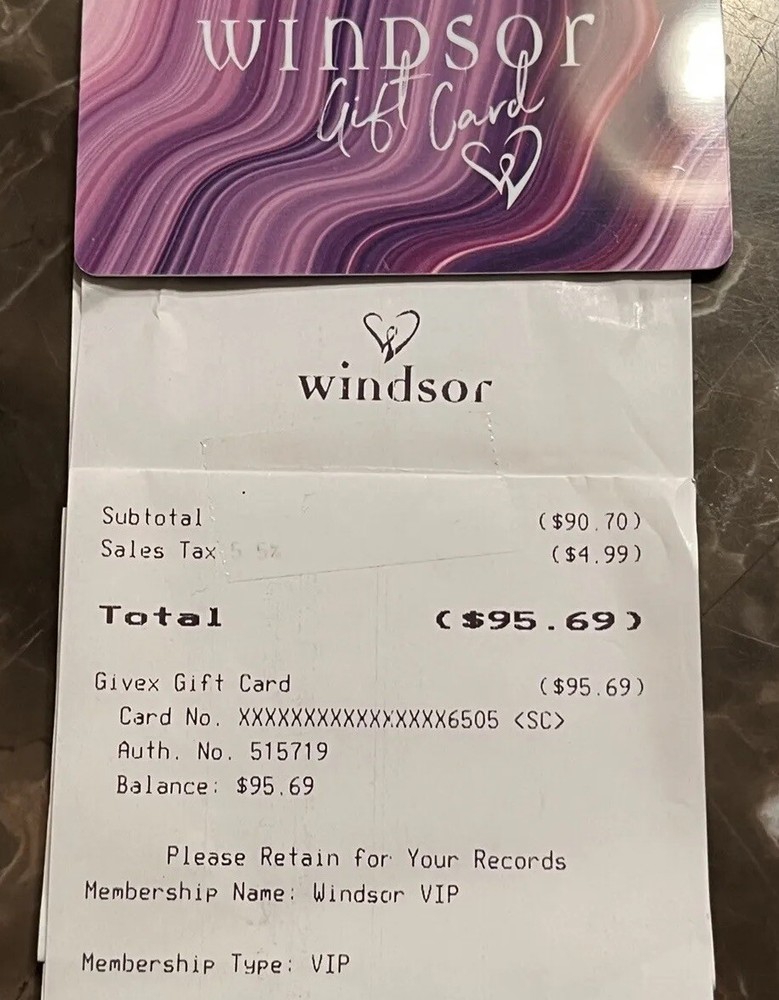 WINDSOR
Gift Card
windsor
Subtotal ($90.70)
Sales Tax 5.5% ($4.99)
Total ($95.69)
Givex Gift Card ($95.69)
Card No. XXXXXXXXXXXXXXXX6505 <SC>
Auth. No. 515719
Balance: $95.69
Please Retain for Your Records
Membership Name: Windsor VIP
Membership Type: VIP